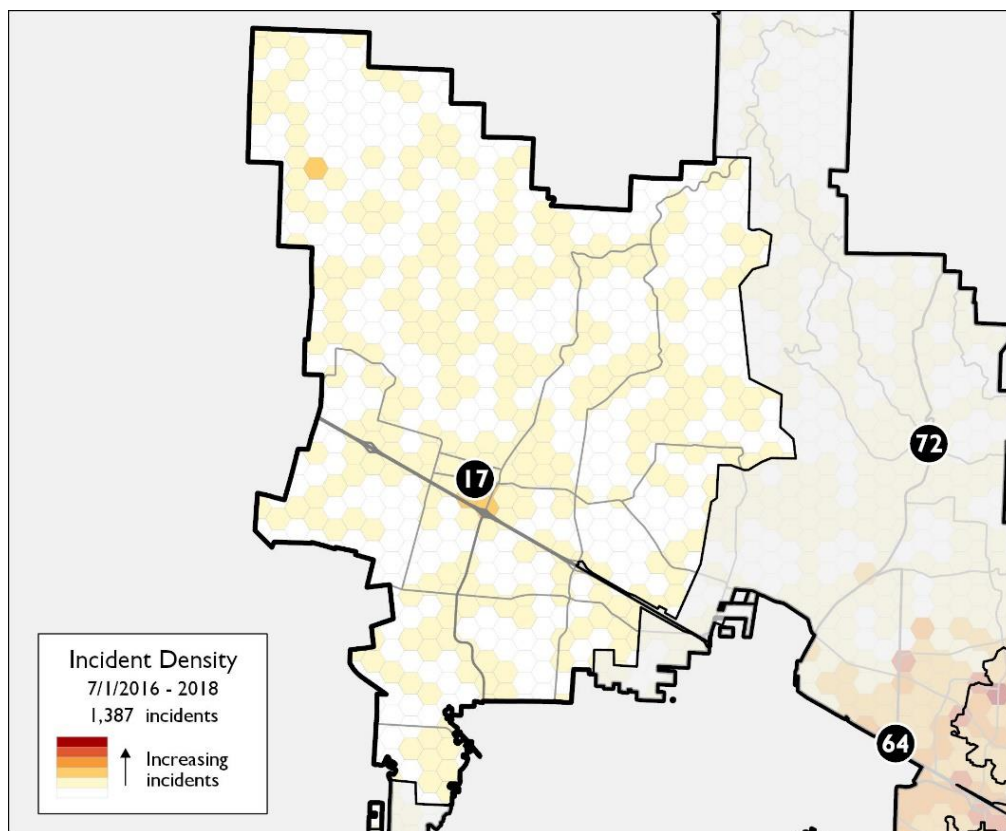 17
72
64
Incident Density
7/1/2016 - 2018
1,387 incidents
Increasing
incidents